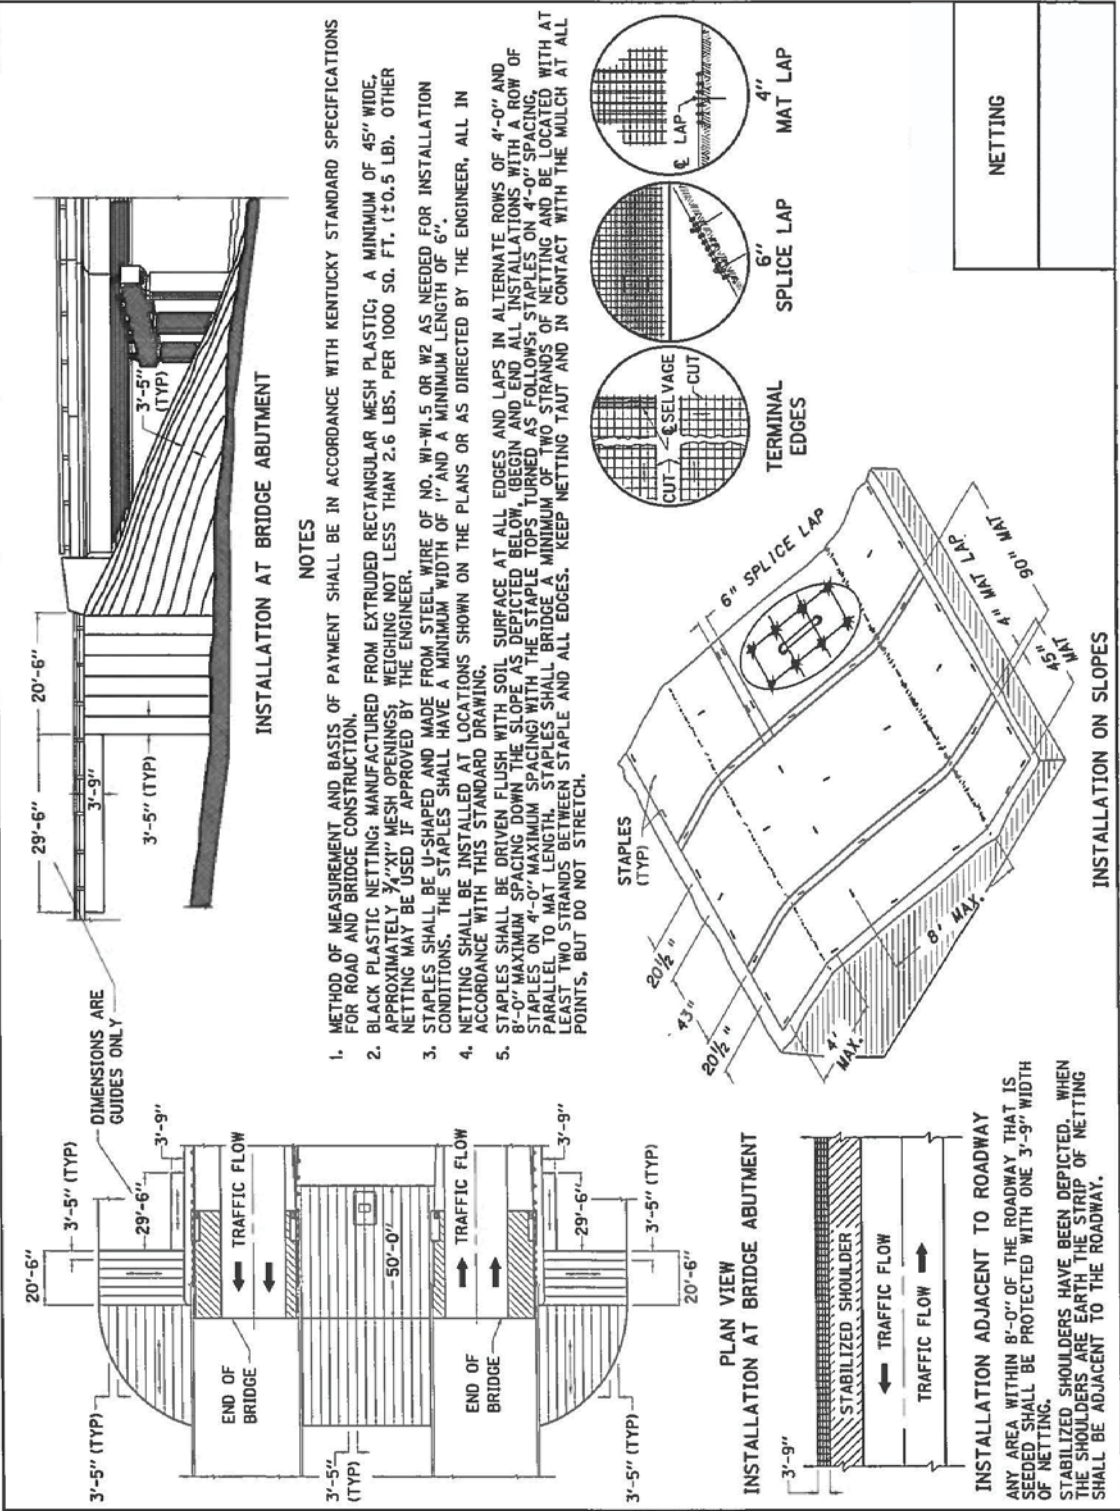 20'-6"
3'-5" (TYP)
29'-6"
3'-9"
DIMENSIONS ARE
GUIDES ONLY
3'-5" (TYP)
END OF
BRIDGE
TRAFFIC FLOW
3'-5"
(TYP)
50'-0"
END OF
BRIDGE
TRAFFIC FLOW
3'-5" (TYP)
20'-6"
3'-5" (TYP)
29'-6"
3'-9"
PLAN VIEW
INSTALLATION AT BRIDGE ABUTMENT
29'-6"
20'-6"
3'-9"
3'-5" (TYP)
3'-5"
(TYP)
INSTALLATION AT BRIDGE ABUTMENT
NOTES
1. METHOD OF MEASUREMENT AND BASIS OF PAYMENT SHALL BE IN ACCORDANCE WITH KENTUCKY STANDARD SPECIFICATIONS
FOR ROAD AND BRIDGE CONSTRUCTION.
2. BLACK PLASTIC NETTING: MANUFACTURED FROM EXTRUDED RECTANGULAR MESH PLASTIC; A MINIMUM OF 45" WIDE,
APPROXIMATELY 3/4"X1" MESH OPENINGS; WEIGHING NOT LESS THAN 2.6 LBS. PER 1000 SQ. FT. (±0.5 LB). OTHER
NETTING MAY BE USED IF APPROVED BY THE ENGINEER.
3. STAPLES SHALL BE U-SHAPED AND MADE FROM STEEL WIRE OF NO. W1-W1.5 OR W2 AS NEEDED FOR INSTALLATION
CONDITIONS. THE STAPLES SHALL HAVE A MINIMUM WIDTH OF 1" AND A MINIMUM LENGTH OF 6".
4. NETTING SHALL BE INSTALLED AT LOCATIONS SHOWN ON THE PLANS OR AS DIRECTED BY THE ENGINEER, ALL IN
ACCORDANCE WITH THIS STANDARD DRAWING.
5. STAPLES SHALL BE DRIVEN FLUSH WITH SOIL SURFACE AT ALL EDGES AND LAPS IN ALTERNATE ROWS OF 4'-0" AND
8'-0" MAXIMUM SPACING DOWN THE SLOPE AS DEPICTED BELOW. (BEGIN AND END ALL INSTALLATIONS WITH A ROW OF
STAPLES ON 4'-0" MAXIMUM SPACING) WITH THE STAPLE TOPS TURNED AS FOLLOWS: STAPLES ON 4'-0" SPACING,
PARALLEL TO MAT LENGTH. STAPLES SHALL BRIDGE A MINIMUM OF TWO STRANDS OF NETTING AND BE LOCATED WITH AT
LEAST TWO STRANDS BETWEEN STAPLE AND ALL EDGES. KEEP NETTING TAUT AND IN CONTACT WITH THE MULCH AT ALL
POINTS, BUT DO NOT STRETCH.
3'-9"
STABILIZED SHOULDER
TRAFFIC FLOW
TRAFFIC FLOW
INSTALLATION ADJACENT TO ROADWAY
ANY AREA WITHIN 8'-0" OF THE ROADWAY THAT IS
SEEDED SHALL BE PROTECTED WITH ONE 3'-9" WIDTH
OF NETTING.
STABILIZED SHOULDERS HAVE BEEN DEPICTED. WHEN
THE SHOULDERS ARE EARTH THE STRIP OF NETTING
SHALL BE ADJACENT TO THE ROADWAY.
STAPLES
(TYP)
6" SPLICE LAP
20½"
43"
20½"
4'
MAX.
8' MAX.
45"
MAT
4" MAT LAP
90" MAT
INSTALLATION ON SLOPES
CUT
℄ SELVAGE
CUT
TERMINAL
EDGES
6"
SPLICE LAP
℄ LAP
4"
MAT LAP
NETTING